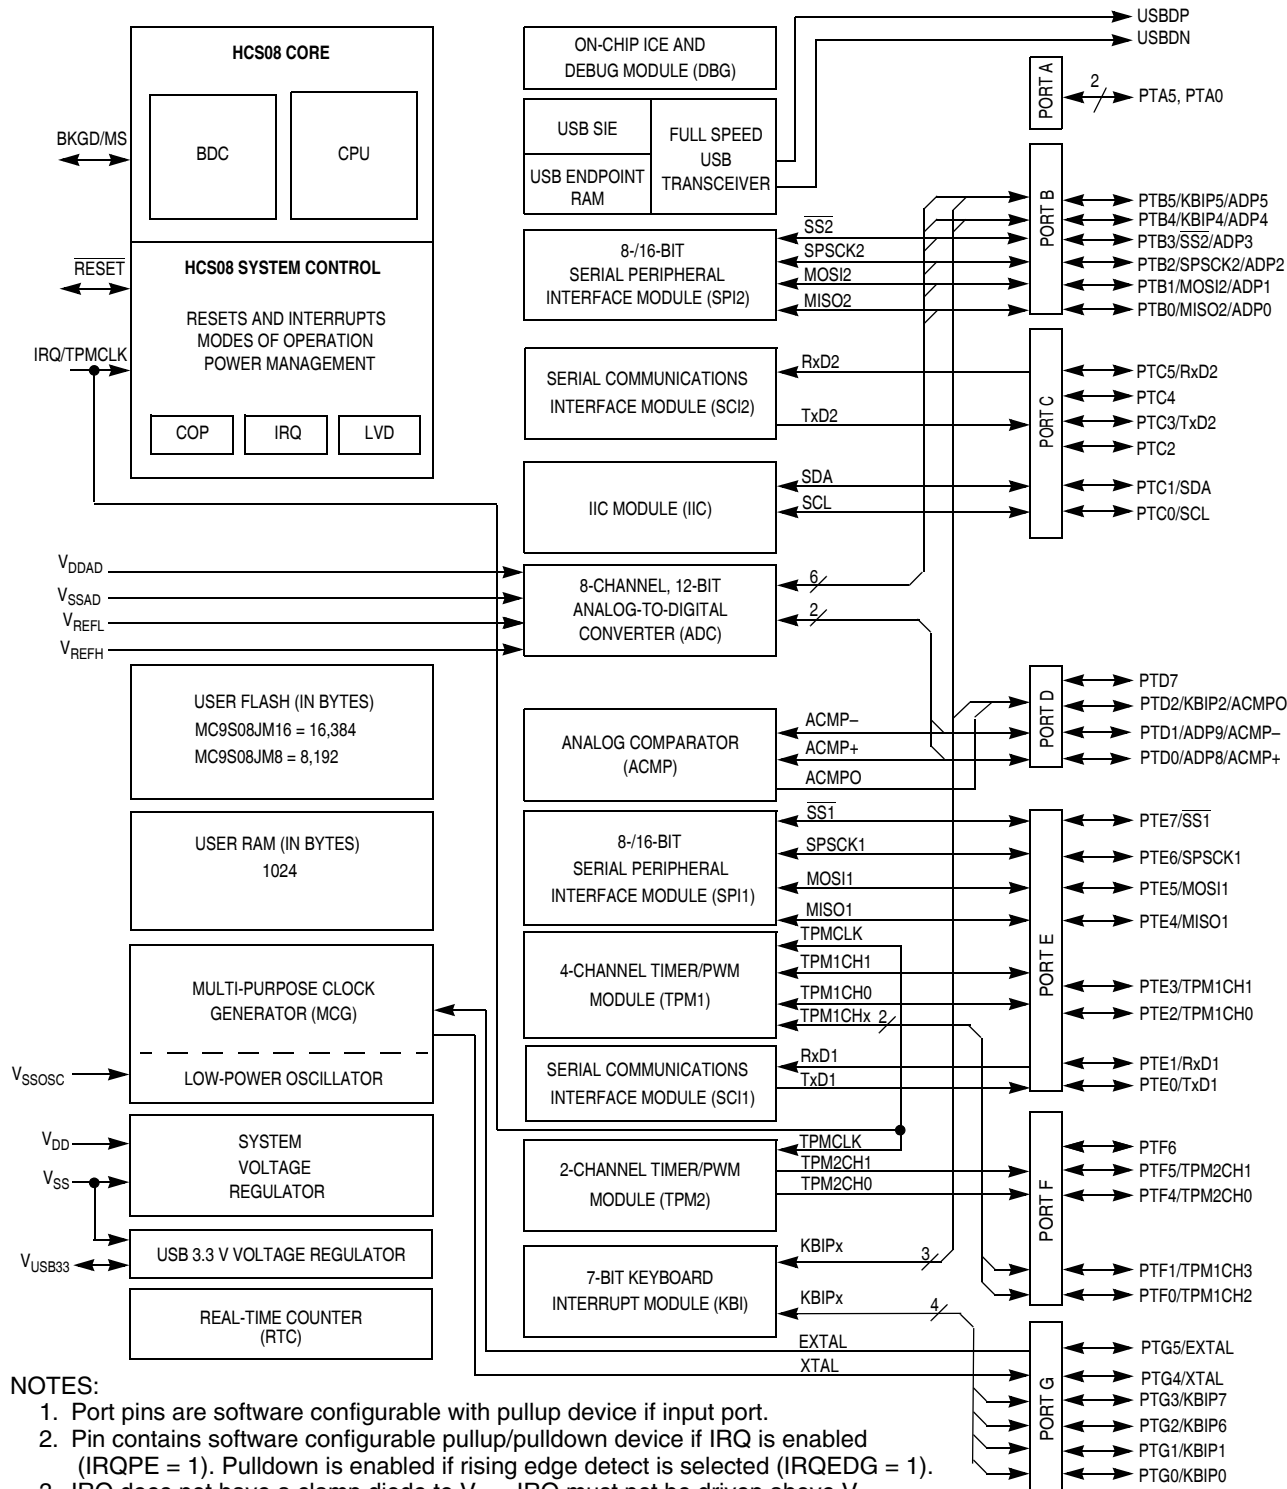 HCS08 CORE
BDC
CPU
BKGD/MS
RESET
HCS08 SYSTEM CONTROL
RESETS AND INTERRUPTS
MODES OF OPERATION
POWER MANAGEMENT
IRQ/TPMCLK
COP
IRQ
LVD
VDDAD
VSSAD
VREFL
VREFH
USER FLASH (IN BYTES)
MC9S08JM16 = 16,384
MC9S08JM8 = 8,192
USER RAM (IN BYTES)
1024
MULTI-PURPOSE CLOCK
GENERATOR (MCG)
LOW-POWER OSCILLATOR
VSSOSC
VDD
VSS
SYSTEM
VOLTAGE
REGULATOR
VUSB33
USB 3.3 V VOLTAGE REGULATOR
REAL-TIME COUNTER
(RTC)
ON-CHIP ICE AND
DEBUG MODULE (DBG)
USB SIE
USB ENDPOINT
RAM
FULL SPEED
USB
TRANSCEIVER
USBDP
USBDN
8-/16-BIT
SERIAL PERIPHERAL
INTERFACE MODULE (SPI2)
SS2
SPSCK2
MOSI2
MISO2
SERIAL COMMUNICATIONS
INTERFACE MODULE (SCI2)
RxD2
TxD2
IIC MODULE (IIC)
SDA
SCL
8-CHANNEL, 12-BIT
ANALOG-TO-DIGITAL
CONVERTER (ADC)
6
2
ANALOG COMPARATOR
(ACMP)
ACMP–
ACMP+
ACMPO
8-/16-BIT
SERIAL PERIPHERAL
INTERFACE MODULE (SPI1)
SS1
SPSCK1
MOSI1
MISO1
4-CHANNEL TIMER/PWM
MODULE (TPM1)
TPMCLK
TPM1CH1
TPM1CH0
TPM1CHx
2
SERIAL COMMUNICATIONS
INTERFACE MODULE (SCI1)
RxD1
TxD1
2-CHANNEL TIMER/PWM
MODULE (TPM2)
TPMCLK
TPM2CH1
TPM2CH0
7-BIT KEYBOARD
INTERRUPT MODULE (KBI)
KBIPx
3
KBIPx
4
EXTAL
XTAL
PORT A
2
PTA5, PTA0
PORT B
PTB5/KBIP5/ADP5
PTB4/KBIP4/ADP4
PTB3/SS2/ADP3
PTB2/SPSCK2/ADP2
PTB1/MOSI2/ADP1
PTB0/MISO2/ADP0
PORT C
PTC5/RxD2
PTC4
PTC3/TxD2
PTC2
PTC1/SDA
PTC0/SCL
PORT D
PTD7
PTD2/KBIP2/ACMPO
PTD1/ADP9/ACMP–
PTD0/ADP8/ACMP+
PORT E
PTE7/SS1
PTE6/SPSCK1
PTE5/MOSI1
PTE4/MISO1
PTE3/TPM1CH1
PTE2/TPM1CH0
PTE1/RxD1
PTE0/TxD1
PORT F
PTF6
PTF5/TPM2CH1
PTF4/TPM2CH0
PTF1/TPM1CH3
PTF0/TPM1CH2
PORT G
PTG5/EXTAL
PTG4/XTAL
PTG3/KBIP7
PTG2/KBIP6
PTG1/KBIP1
PTG0/KBIP0
NOTES:
1. Port pins are software configurable with pullup device if input port.
2. Pin contains software configurable pullup/pulldown device if IRQ is enabled
(IRQPE = 1). Pulldown is enabled if rising edge detect is selected (IRQEDG = 1).
3. IRQ does not have a clamp diode to V IRQ must not be driven above V